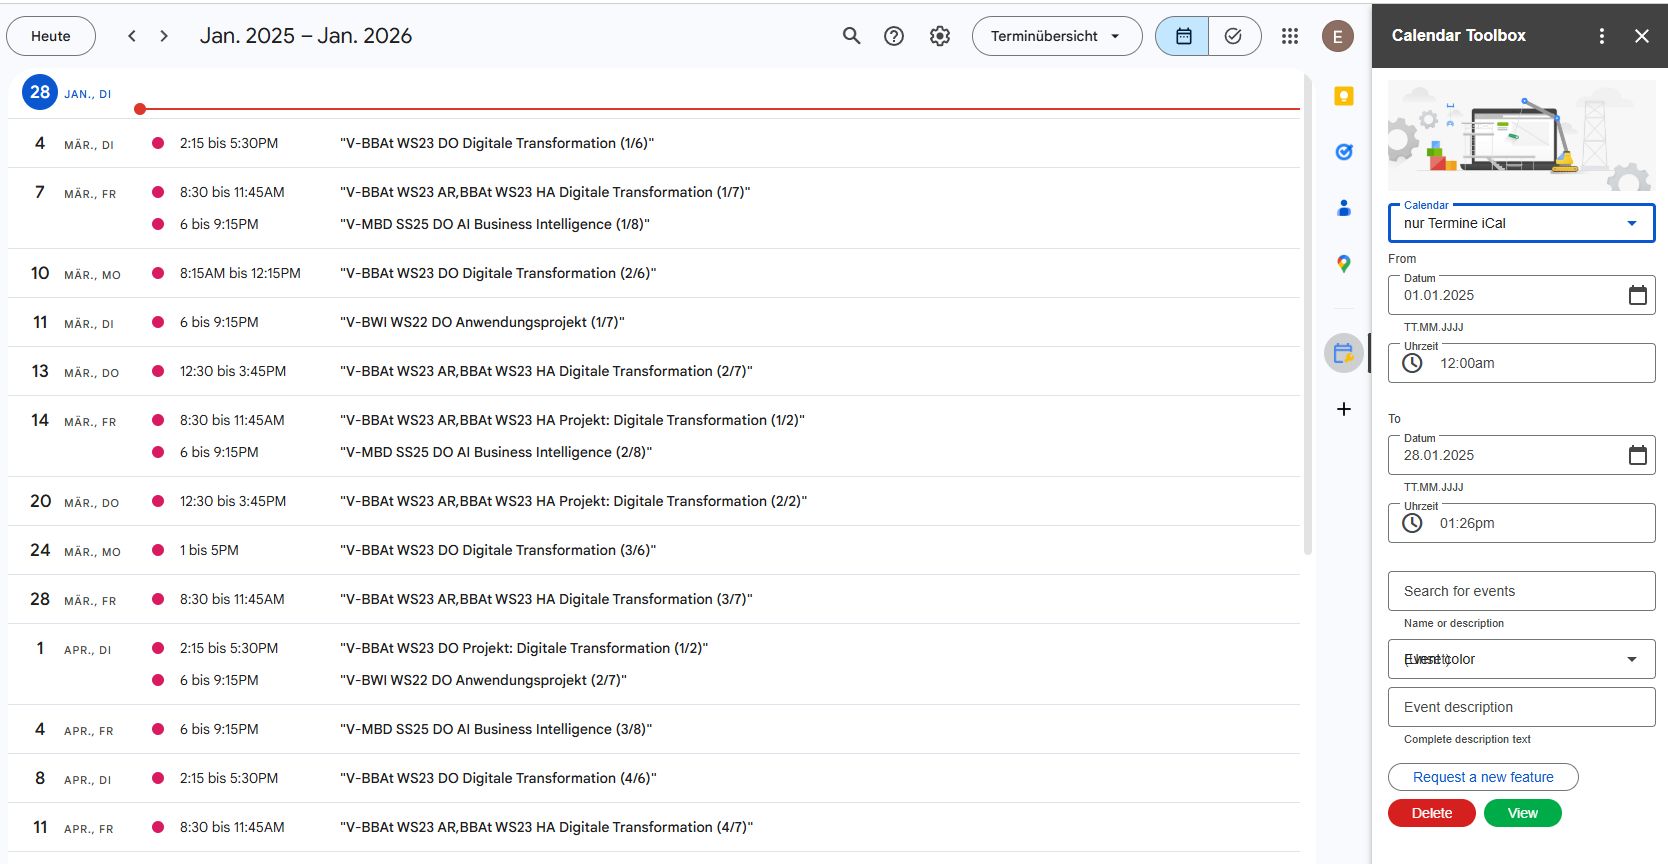 Heute
Jan. 2025 – Jan. 2026
Terminübersicht
E
28 JAN., DI
4 MÄR., DI 2:15 bis 5:30PM "V-BBAt WS23 DO Digitale Transformation (1/6)"
7 MÄR., FR 8:30 bis 11:45AM "V-BBAt WS23 AR,BBAt WS23 HA Digitale Transformation (1/7)"
6 bis 9:15PM "V-MBD SS25 DO AI Business Intelligence (1/8)"
10 MÄR., MO 8:15AM bis 12:15PM "V-BBAt WS23 DO Digitale Transformation (2/6)"
11 MÄR., DI 6 bis 9:15PM "V-BWI WS22 DO Anwendungsprojekt (1/7)"
13 MÄR., DO 12:30 bis 3:45PM "V-BBAt WS23 AR,BBAt WS23 HA Digitale Transformation (2/7)"
14 MÄR., FR 8:30 bis 11:45AM "V-BBAt WS23 AR,BBAt WS23 HA Projekt: Digitale Transformation (1/2)"
6 bis 9:15PM "V-MBD SS25 DO AI Business Intelligence (2/8)"
20 MÄR., DO 12:30 bis 3:45PM "V-BBAt WS23 AR,BBAt WS23 HA Projekt: Digitale Transformation (2/2)"
24 MÄR., MO 1 bis 5PM "V-BBAt WS23 DO Digitale Transformation (3/6)"
28 MÄR., FR 8:30 bis 11:45AM "V-BBAt WS23 AR,BBAt WS23 HA Digitale Transformation (3/7)"
1 APR., DI 2:15 bis 5:30PM "V-BBAt WS23 DO Projekt: Digitale Transformation (1/2)"
6 bis 9:15PM "V-BWI WS22 DO Anwendungsprojekt (2/7)"
4 APR., FR 6 bis 9:15PM "V-MBD SS25 DO AI Business Intelligence (3/8)"
8 APR., DI 2:15 bis 5:30PM "V-BBAt WS23 DO Digitale Transformation (4/6)"
11 APR., FR 8:30 bis 11:45AM "V-BBAt WS23 AR,BBAt WS23 HA Digitale Transformation (4/7)"
Calendar Toolbox
Calendar
nur Termine iCal
From
Datum
01.01.2025
TT.MM.JJJJ
Uhrzeit
12:00am
To
Datum
28.01.2025
TT.MM.JJJJ
Uhrzeit
01:26pm
Search for events
Name or description
Event color
Event description
Complete description text
Request a new feature
Delete
View